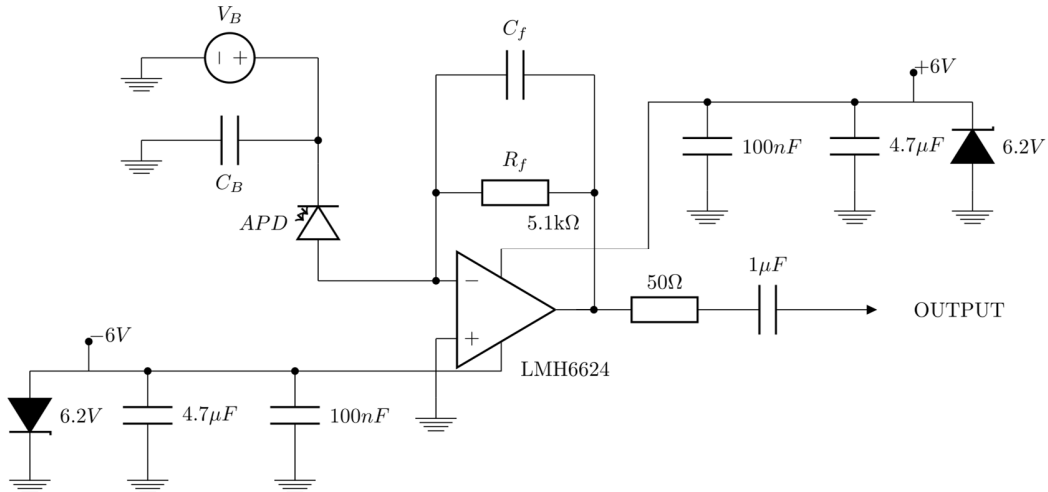 V_B
C_f
+6V
100nF
4.7μF
6.2V
C_B
R_f
5.1kΩ
APD
−
+
1μF
50Ω
OUTPUT
LMH6624
−6V
6.2V
4.7μF
100nF